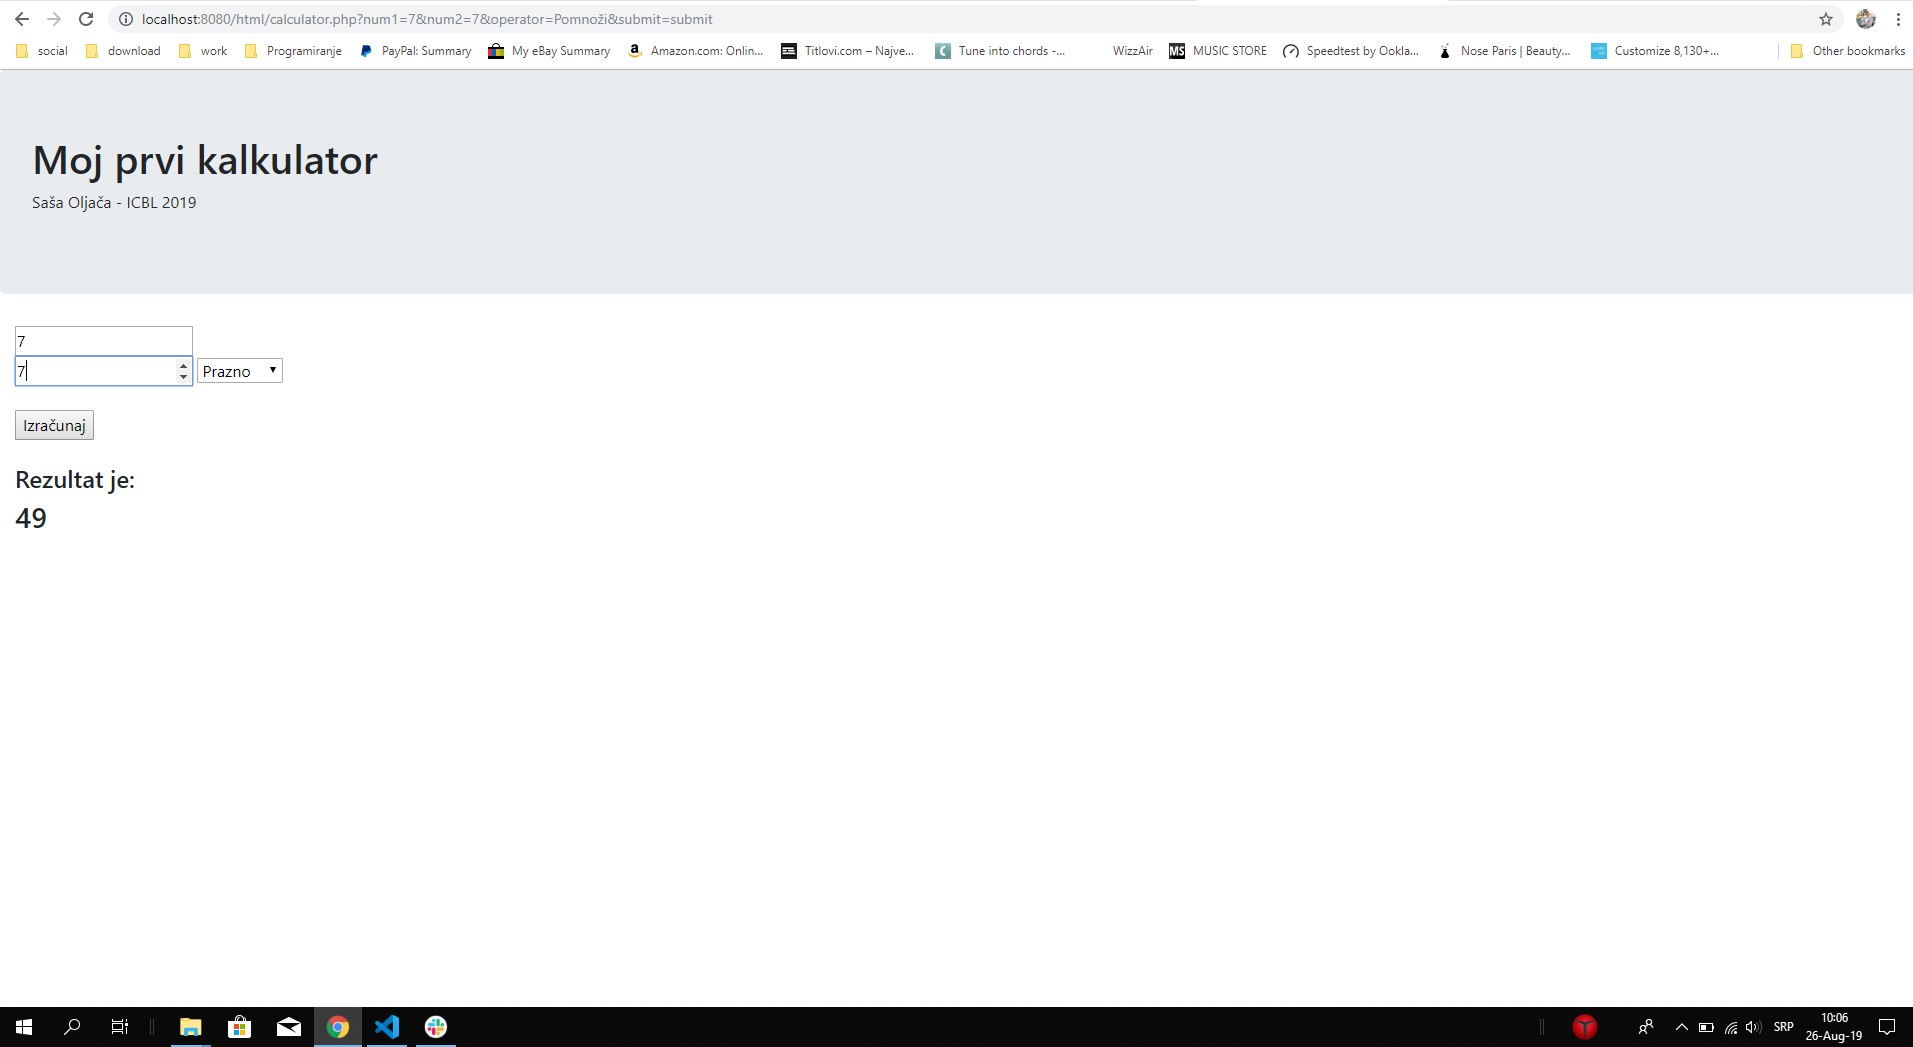 localhost:8080/html/calculator.php?num1=7&num2=7&operator=Pomnoži&submit=submit
social download work Programiranje PayPal: Summary My eBay Summary Amazon.com: Onlin... Titlovi.com – Najve... Tune into chords -... WizzAir MS MUSIC STORE Speedtest by Ookla... Nose Paris | Beauty... Customize 8,130+... Other bookmarks
Moj prvi kalkulator
Saša Oljača - ICBL 2019
7
7 Prazno
Izračunaj
Rezultat je:
49
SRP
10:06
26-Aug-19